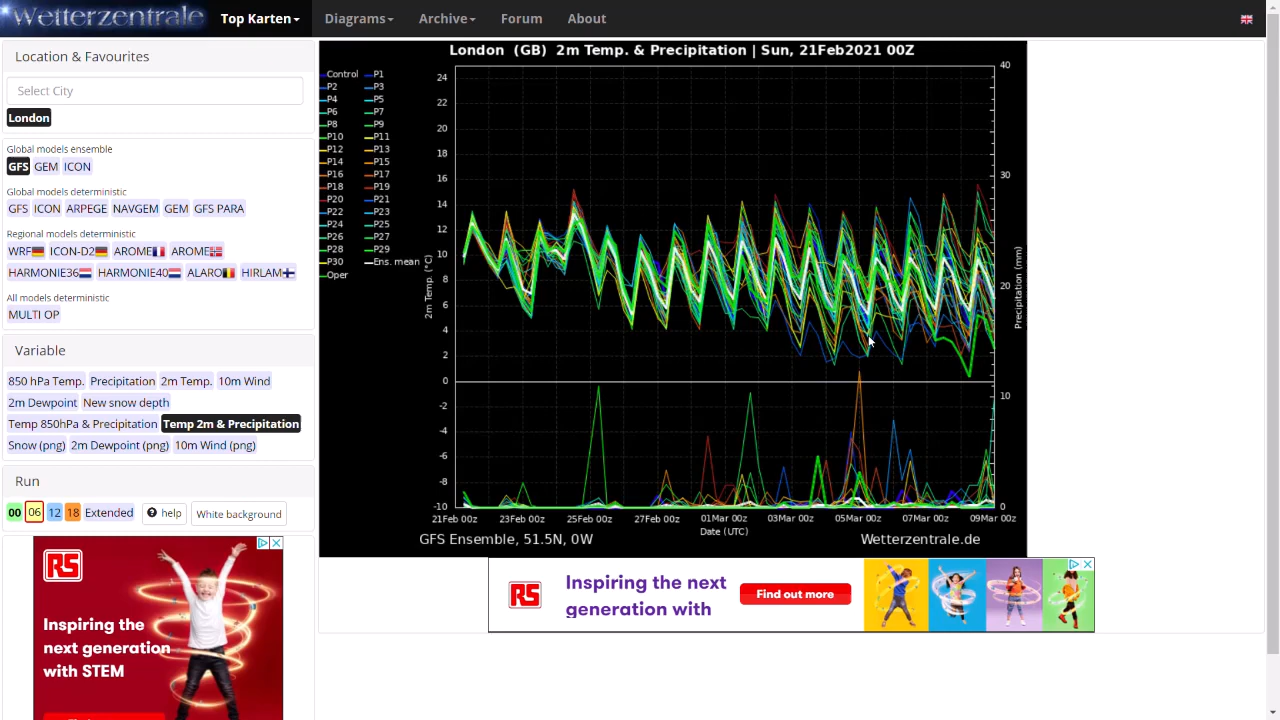 Wetterzentrale
Top Karten
Diagrams
Archive
Forum
About
Location & Favourites
Select City
London
Global models ensemble
GFS GEM ICON
Global models deterministic
GFS ICON ARPEGE NAVGEM GEM GFS PARA
Regional models deterministic
WRF ICON-D2 AROME AROME
HARMONIE36 HARMONIE40 ALARO HIRLAM
All models deterministic
MULTI OP
Variable
850 hPa Temp. Precipitation 2m Temp. 10m Wind
2m Dewpoint New snow depth
Temp 850hPa & Precipitation Temp 2m & Precipitation
Snow (png) 2m Dewpoint (png) 10m Wind (png)
Run
00 06 12 18 Extended help White background
RS
Inspiring the
next generation
with STEM
London (GB) 2m Temp. & Precipitation | Sun, 21Feb2021 00Z
Control P1
P2 P3
P4 P5
P6 P7
P8 P9
P10 P11
P12 P13
P14 P15
P16 P17
P18 P19
P20 P21
P22 P23
P24 P25
P26 P27
P28 P29
P30 Ens. mean
Oper
2m Temp. (°C)
24
22
20
18
16
14
12
10
8
6
4
2
0
-2
-4
-6
-8
-10
40
30
20
10
0
Precipitation (mm)
21Feb 00z 23Feb 00z 25Feb 00z 27Feb 00z 01Mar 00z 03Mar 00z 05Mar 00z 07Mar 00z 09Mar 00z
Date (UTC)
GFS Ensemble, 51.5N, 0W
Wetterzentrale.de
RS
Inspiring the next
generation with
Find out more